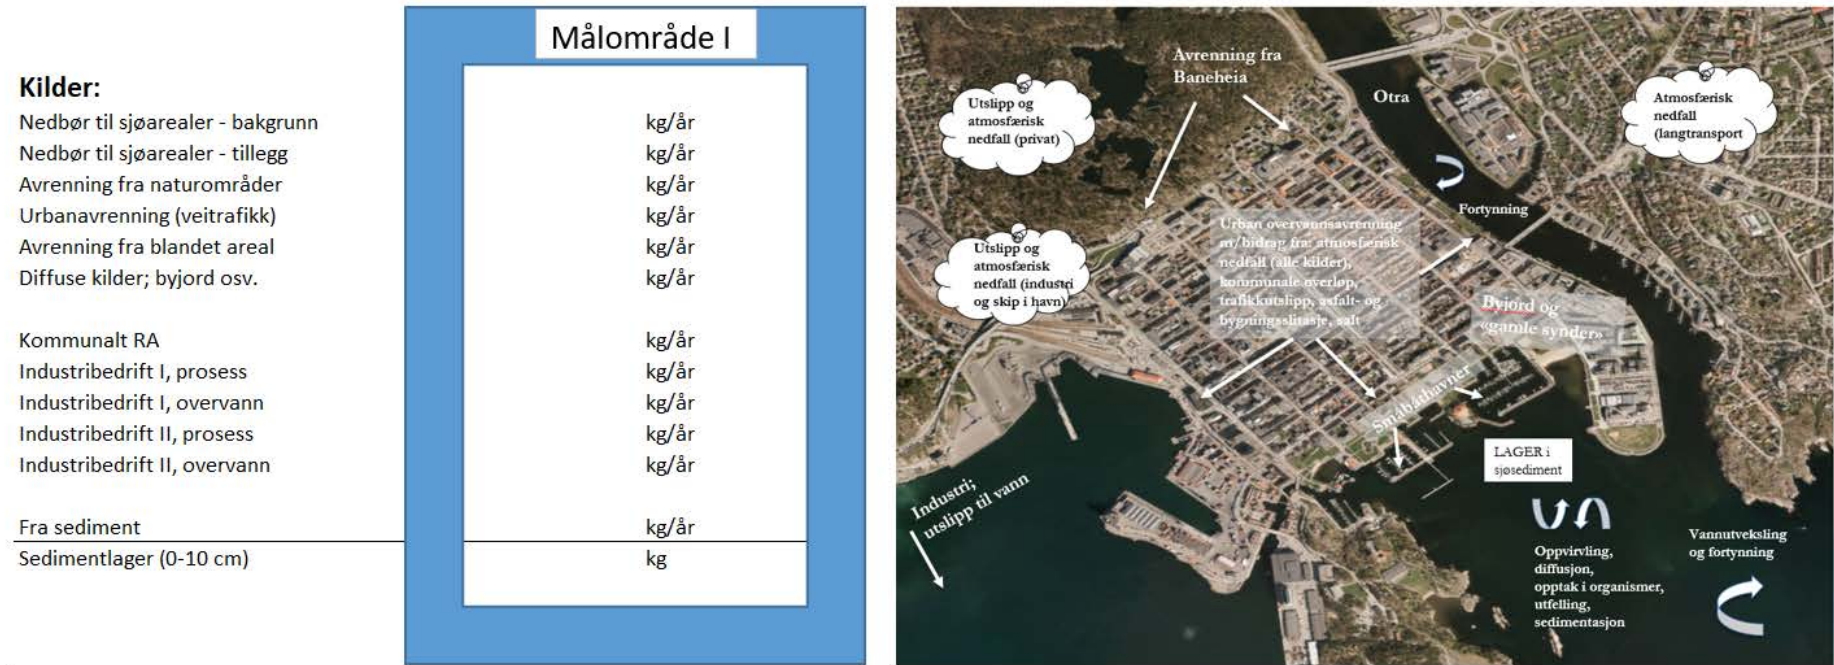 Målområde I
Kilder:
Nedbør til sjøarealer - bakgrunn kg/år
Nedbør til sjøarealer - tillegg kg/år
Avrenning fra naturområder kg/år
Urbanavrenning (veitrafikk) kg/år
Avrenning fra blandet areal kg/år
Diffuse kilder; byjord osv. kg/år
Kommunalt RA kg/år
Industribedrift I, prosess kg/år
Industribedrift I, overvann kg/år
Industribedrift II, prosess kg/år
Industribedrift II, overvann kg/år
Fra sediment kg/år
Sedimentlager (0-10 cm) kg
Avrenning fra
Baneheia
Utslipp og
atmosfærisk
nedfall (privat)
Otra
Atmosfærisk
nedfall
(langtransport
Fortynning
Utslipp og
atmosfærisk
nedfall (industri
og skip i havn)
Urban overvannsavrenning
m/bidrag fra: atmosfærisk
nedfall (alle kilder),
kommunale overløp,
trafikkutslipp, asfalt- og
bygningsslitasje, salt
Byjord og
«gamle synder»
Småbåthavner
LAGER i
sjøsediment
Industri;
utslipp til vann
Oppvirvling,
diffusjon,
opptak i organismer,
utfelling,
sedimentasjon
Vannutveksling
og fortynning